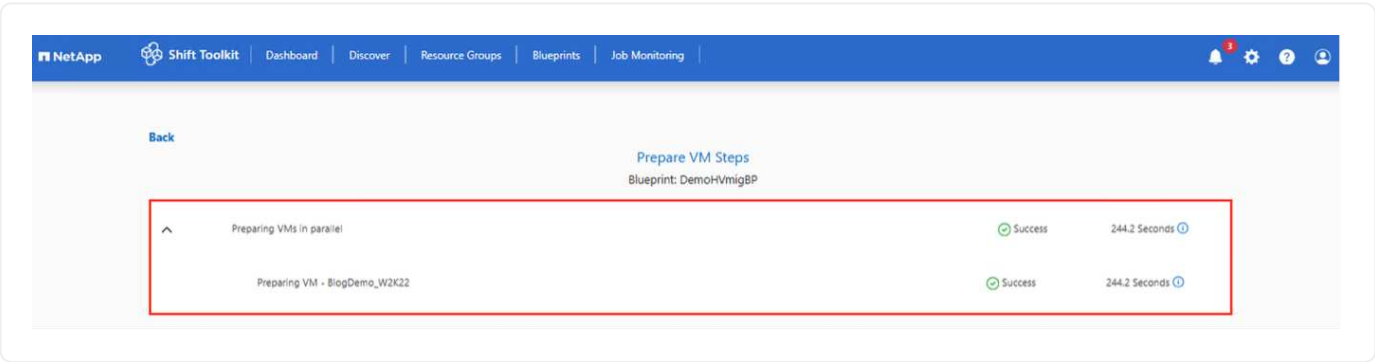 NetApp Shift Toolkit Dashboard Discover Resource Groups Blueprints Job Monitoring 3
Back
Prepare VM Steps
Blueprint: DemoHVmigBP
Preparing VMs in parallel Success 244.2 Seconds
Preparing VM - BlogDemo_W2K22 Success 244.2 Seconds